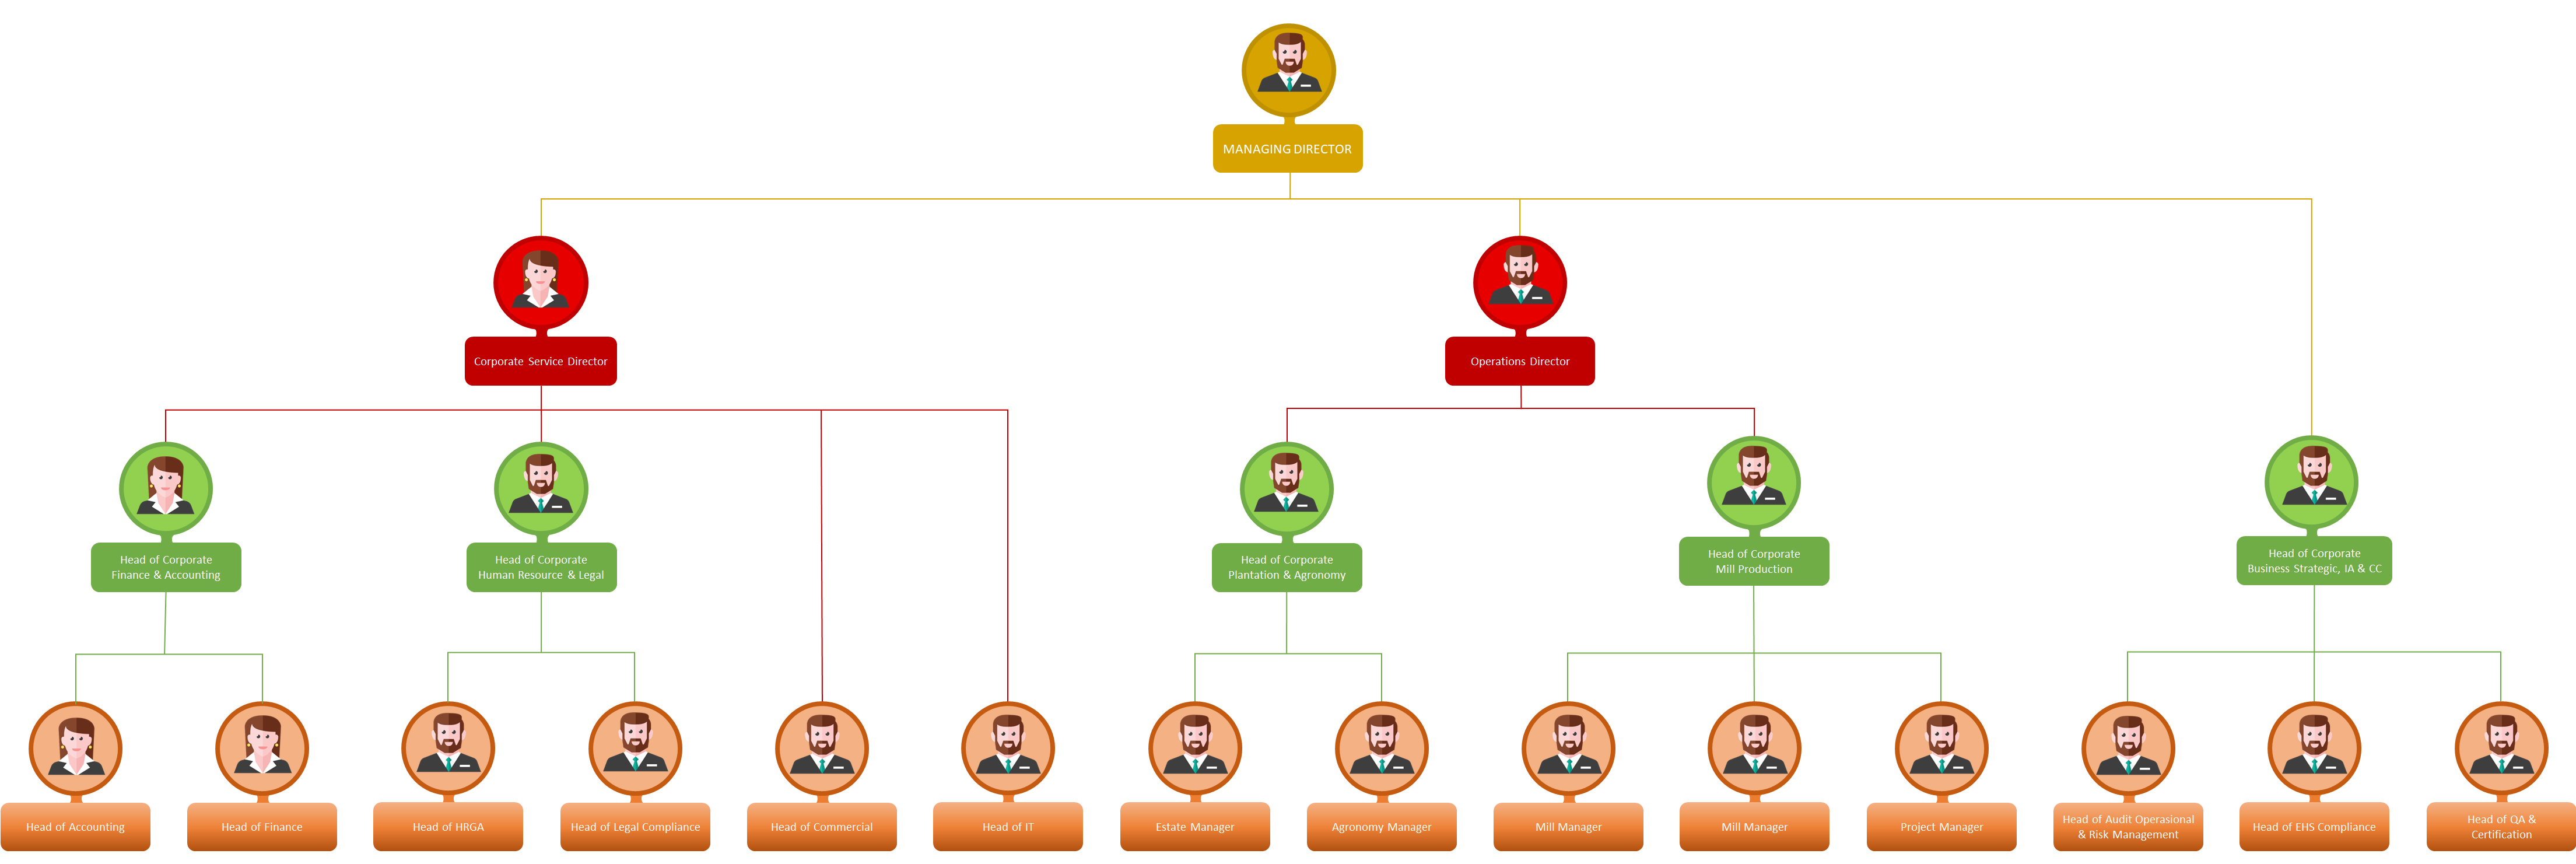 MANAGING DIRECTOR
Corporate Service Director
Operations Director
Head of Corporate
Finance & Accounting
Head of Corporate
Human Resource & Legal
Head of Corporate
Plantation & Agronomy
Head of Corporate
Mill Production
Head of Corporate
Business Strategic, IA & CC
Head of Accounting
Head of Finance
Head of HRGA
Head of Legal Compliance
Head of Commercial
Head of IT
Estate Manager
Agronomy Manager
Mill Manager
Mill Manager
Project Manager
Head of Audit Operasional
& Risk Management
Head of EHS Compliance
Head of QA &
Certification